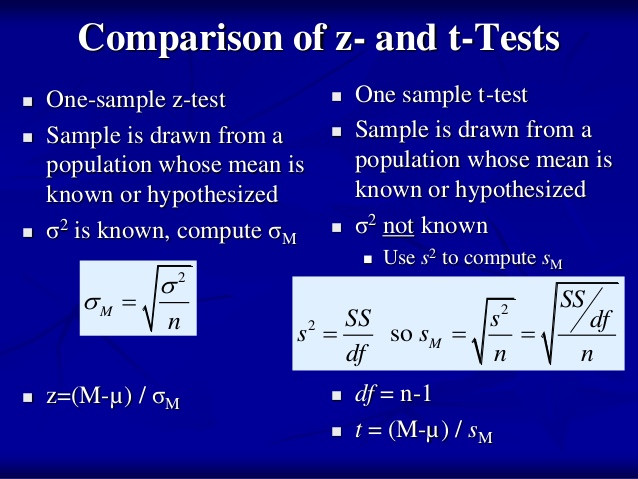 Comparison of z- and t-Tests
■ One-sample z-test
■ Sample is drawn from a
population whose mean is
known or hypothesized
■ σ² is known, compute σM
σM = √(σ²/n)
■ z=(M-µ) / σM
■ One sample t-test
■ Sample is drawn from a
population whose mean is
known or hypothesized
■ σ² not known
■ Use s² to compute sM
s² = SS/df so sM = √(s²/n) = √((SS/df)/n)
■ df = n-1
■ t = (M-µ) / sM